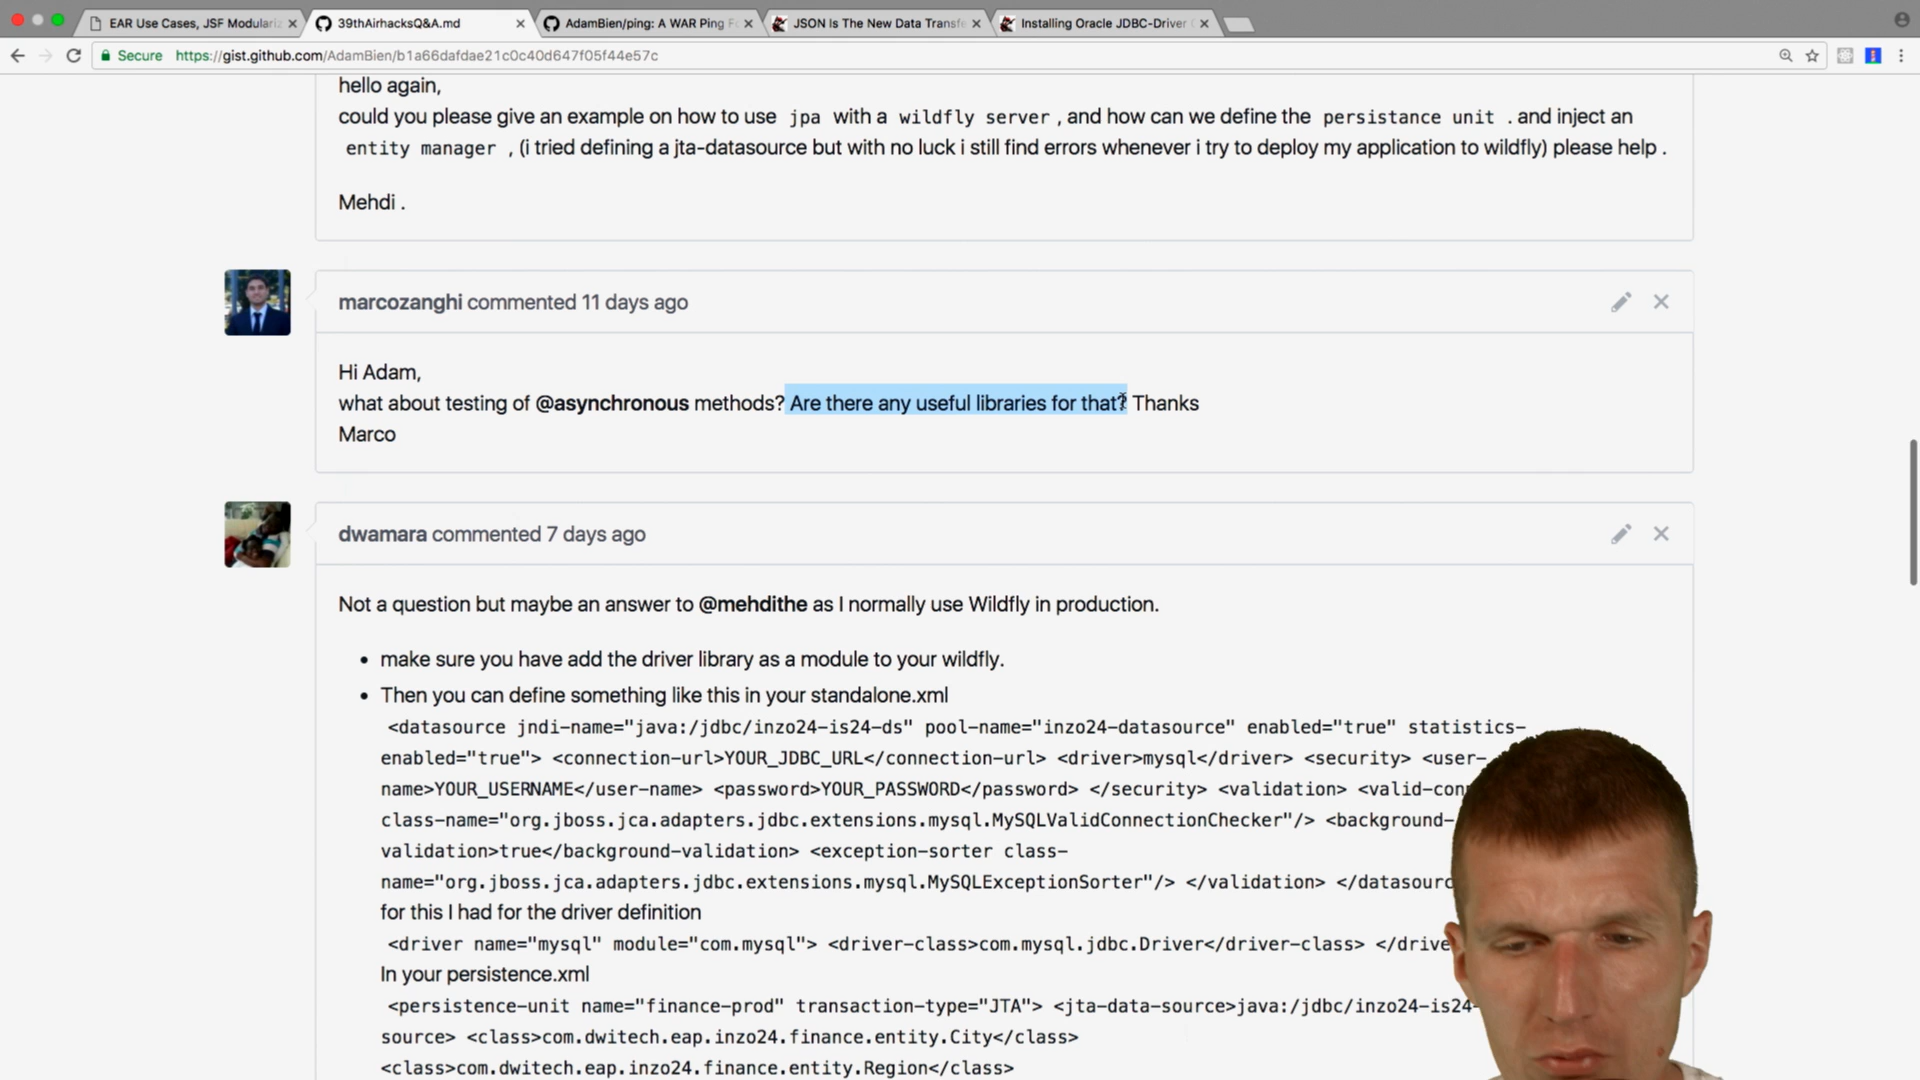 EAR Use Cases, JSF Modulari
39thAirhacksQ&A.md
AdamBien/ping: A WAR Ping F
JSON Is The New Data Transfe
Installing Oracle JDBC-Driver
Secure https://gist.github.com/AdamBien/b1a66dafdae21c0c40d647f05f44e57c
hello again,
could you please give an example on how to use jpa with a wildfly server , and how can we define the persistance unit . and inject an
entity manager , (i tried defining a jta-datasource but with no luck i still find errors whenever i try to deploy my application to wildfly) please help .
Mehdi .
marcozanghi commented 11 days ago
Hi Adam,
what about testing of @asynchronous methods? Are there any useful libraries for that? Thanks
Marco
dwamara commented 7 days ago
Not a question but maybe an answer to @mehdithe as I normally use Wildfly in production.
• make sure you have add the driver library as a module to your wildfly.
• Then you can define something like this in your standalone.xml
<datasource jndi-name="java:/jdbc/inzo24-is24-ds" pool-name="inzo24-datasource" enabled="true" statistics-
enabled="true"> <connection-url>YOUR_JDBC_URL</connection-url> <driver>mysql</driver> <security> <user-
name>YOUR_USERNAME</user-name> <password>YOUR_PASSWORD</password> </security> <validation> <valid-con
class-name="org.jboss.jca.adapters.jdbc.extensions.mysql.MySQLValidConnectionChecker"/> <background-
validation>true</background-validation> <exception-sorter class-
name="org.jboss.jca.adapters.jdbc.extensions.mysql.MySQLExceptionSorter"/> </validation> </datasourc
for this I had for the driver definition
<driver name="mysql" module="com.mysql"> <driver-class>com.mysql.jdbc.Driver</driver-class> </drive
In your persistence.xml
<persistence-unit name="finance-prod" transaction-type="JTA"> <jta-data-source>java:/jdbc/inzo24-is24-
source> <class>com.dwitech.eap.inzo24.finance.entity.City</class>
<class>com.dwitech.eap.inzo24.finance.entity.Region</class>